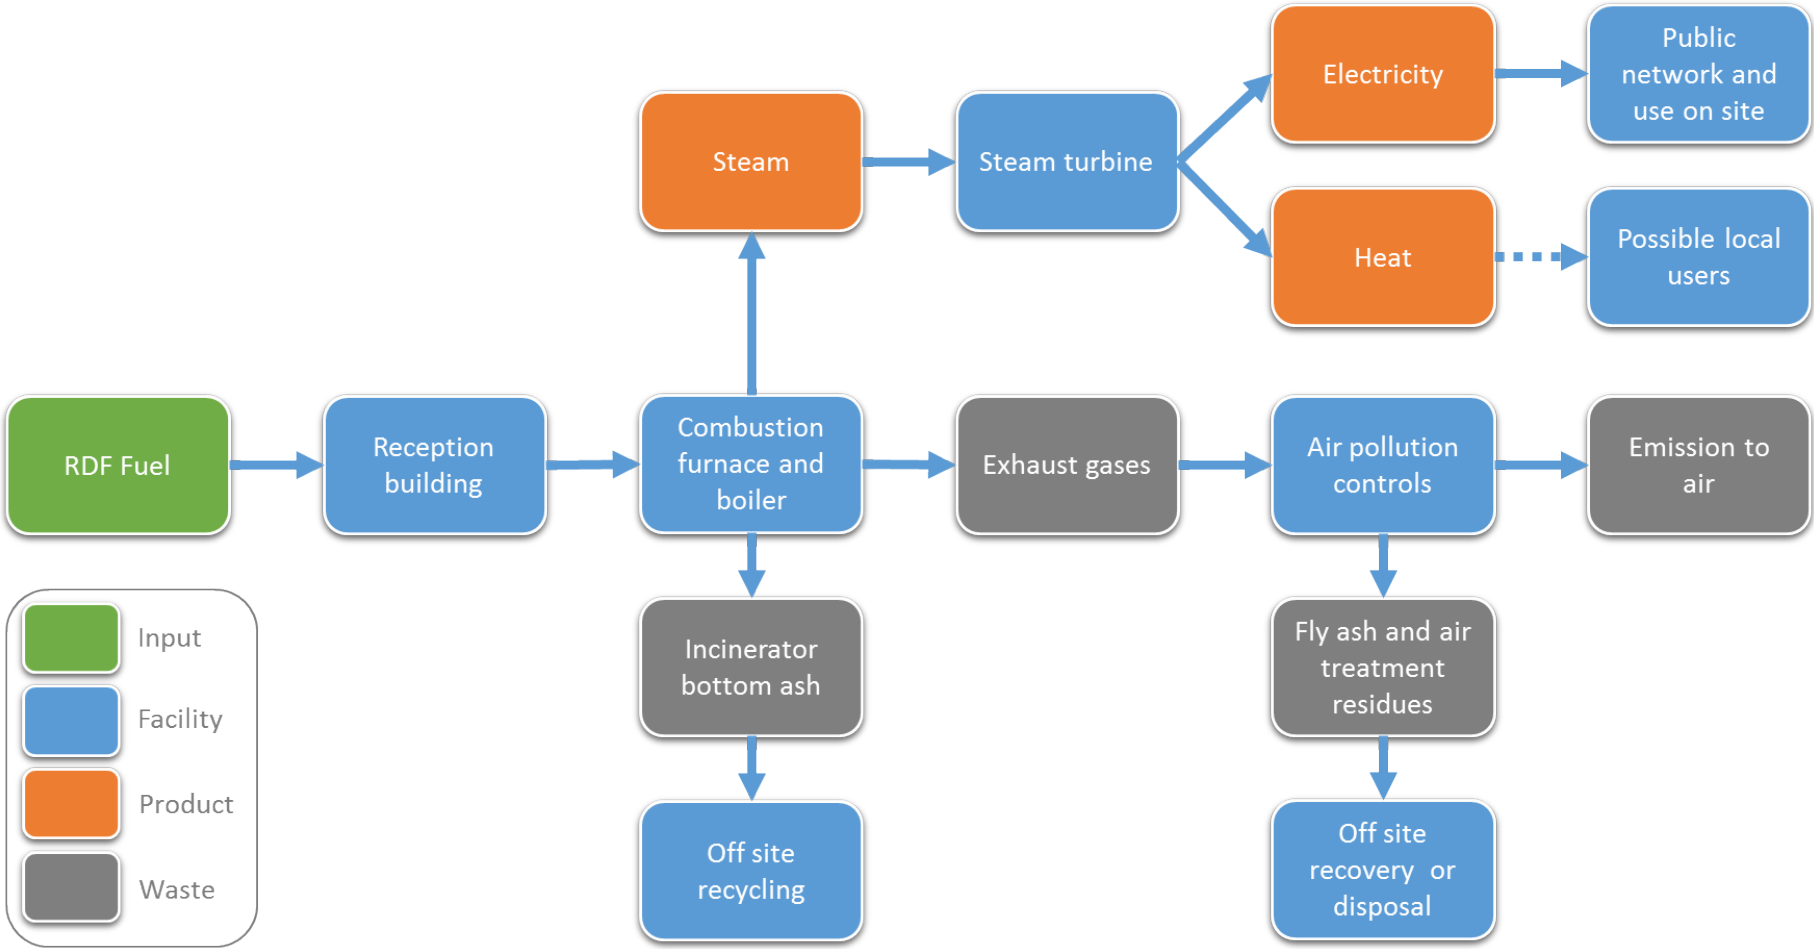 Electricity
Public
network and
use on site
Steam
Steam turbine
Heat
Possible local
users
RDF Fuel
Reception
building
Combustion
furnace and
boiler
Exhaust gases
Air pollution
controls
Emission to
air
Input
Facility
Product
Waste
Incinerator
bottom ash
Fly ash and air
treatment
residues
Off site
recycling
Off site
recovery or
disposal